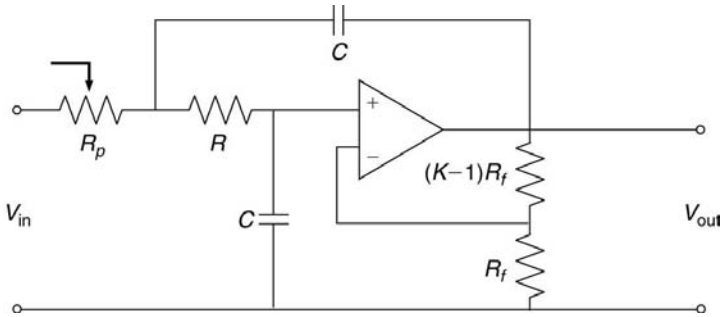 C
+
R_p
R
−
(K−1)R_f
V_in
C
V_out
R_f